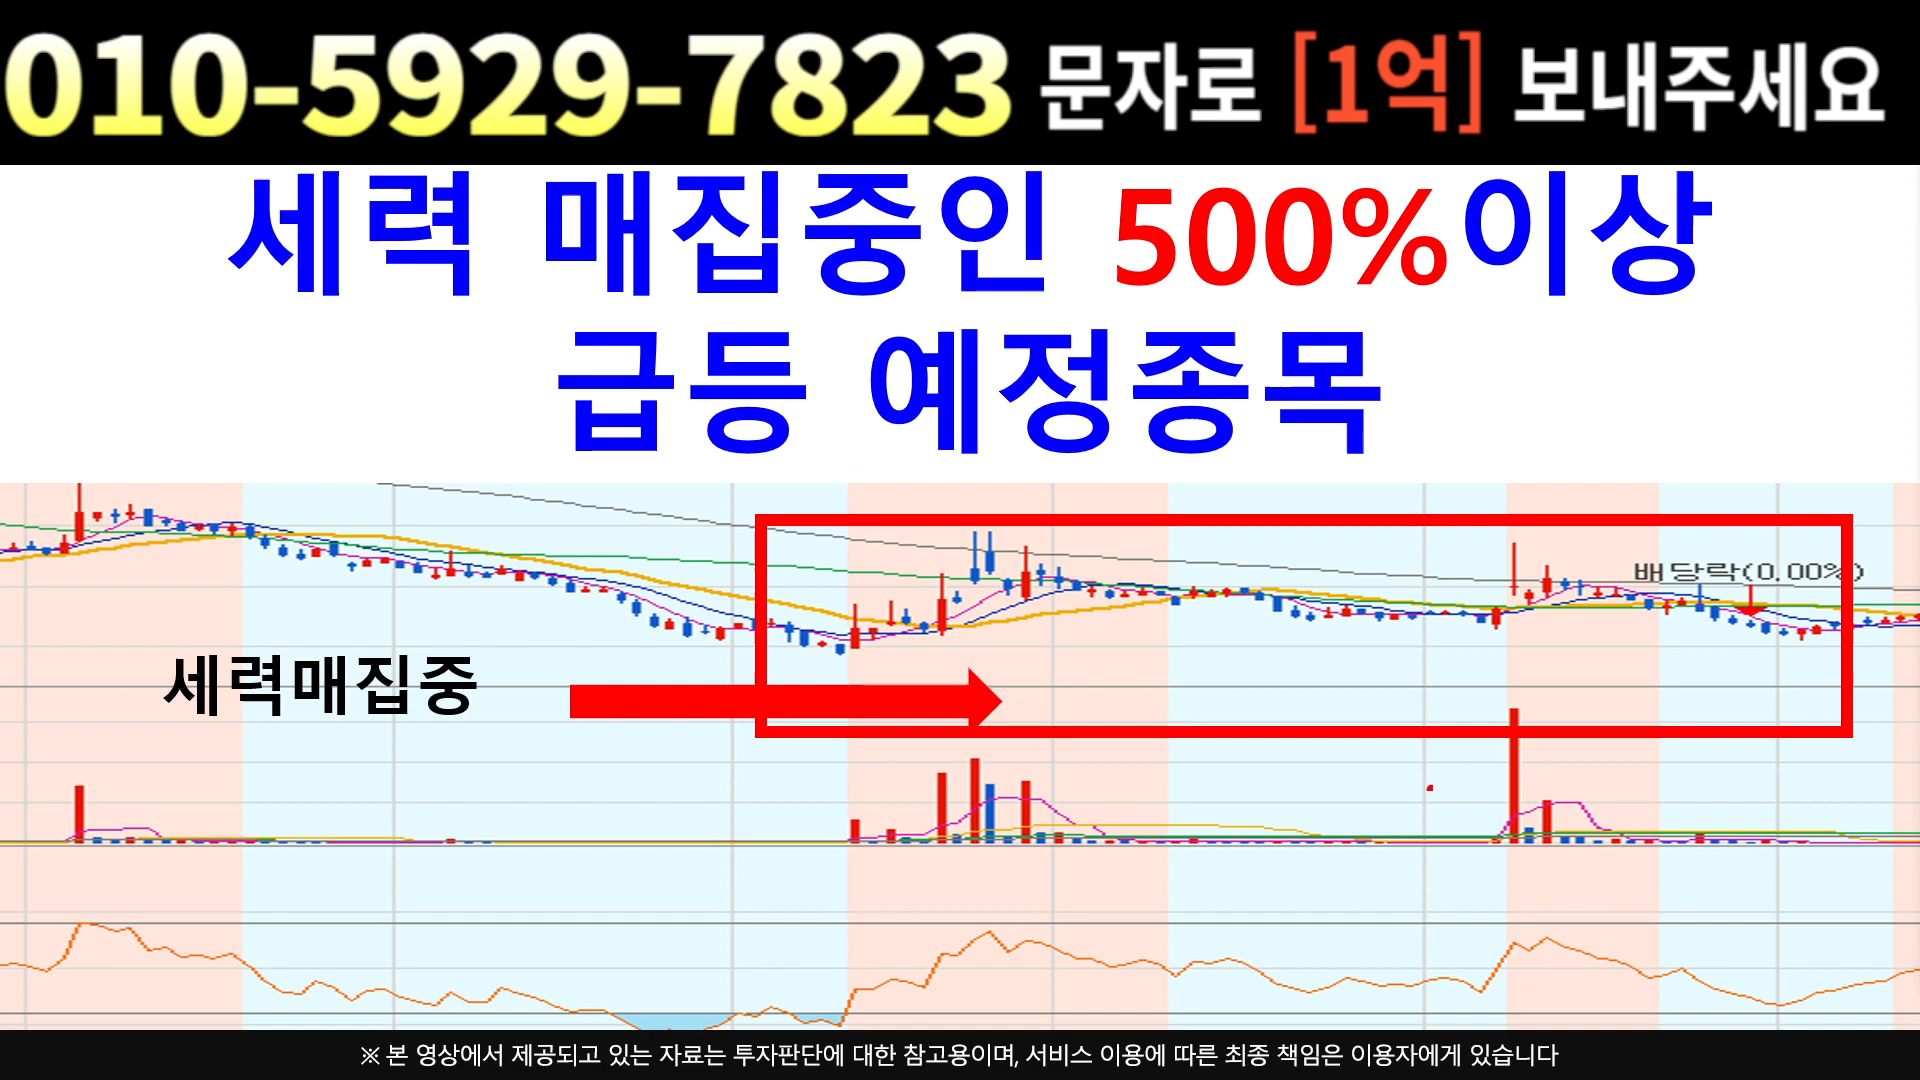 010-5929-7823 문자로 [1억] 보내주세요
세력 매집중인 500%이상
급등 예정종목
배당락(0.00%)
세력매집중
※ 본 영상에서 제공되고 있는 자료는 투자판단에 대한 참고용이며, 서비스 이용에 따른 최종 책임은 이용자에게 있습니다